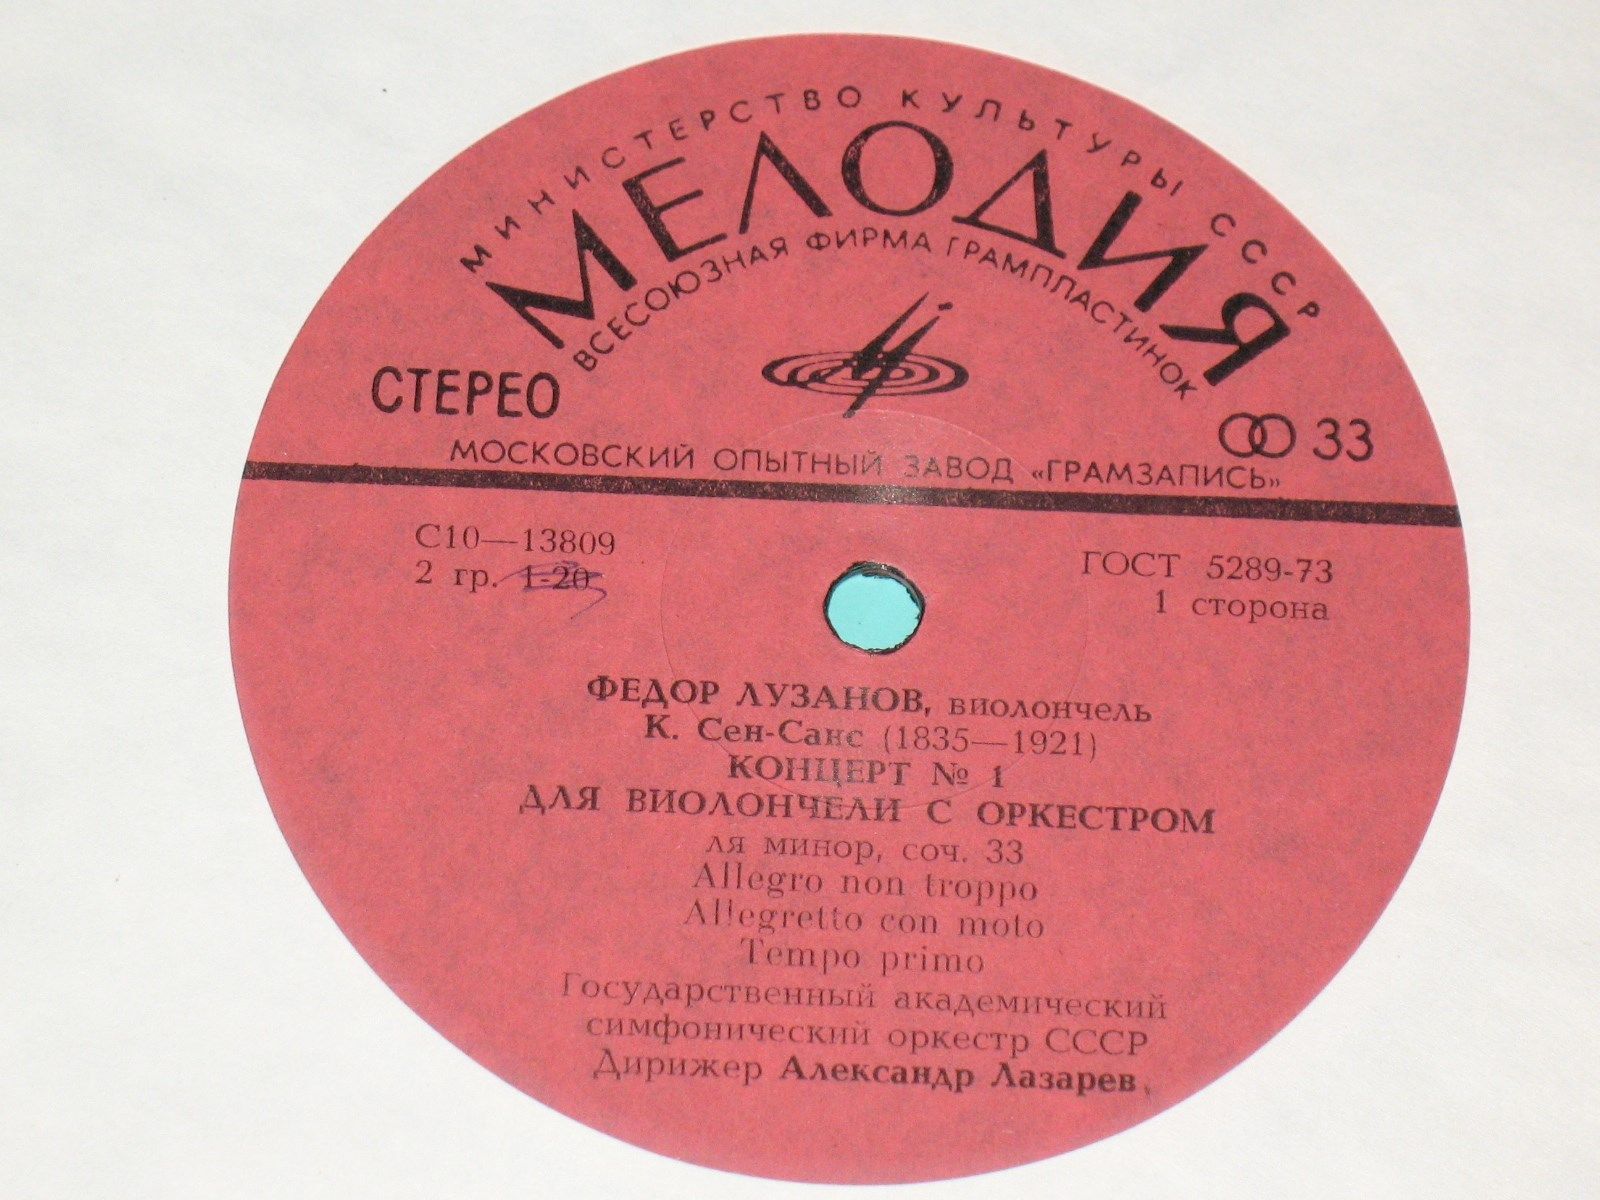 МИНИСТЕРСТВО КУЛЬТУРЫ СССР
МЕЛОДИЯ
ВСЕСОЮЗНАЯ ФИРМА ГРАМПЛАСТИНОК
СТЕРЕО
33
МОСКОВСКИЙ ОПЫТНЫЙ ЗАВОД «ГРАМЗАПИСЬ»
С10—13809
ГОСТ 5289-73
2 гр. 1-20
1 сторона
ФЕДОР ЛУЗАНОВ, виолончель
К. Сен-Санс (1835—1921)
КОНЦЕРТ № 1
ДЛЯ ВИОЛОНЧЕЛИ С ОРКЕСТРОМ
ля минор, соч. 33
Allegro non troppo
Allegretto con moto
Tempo primo
Государственный академический
симфонический оркестр СССР
Дирижер Александр Лазарев